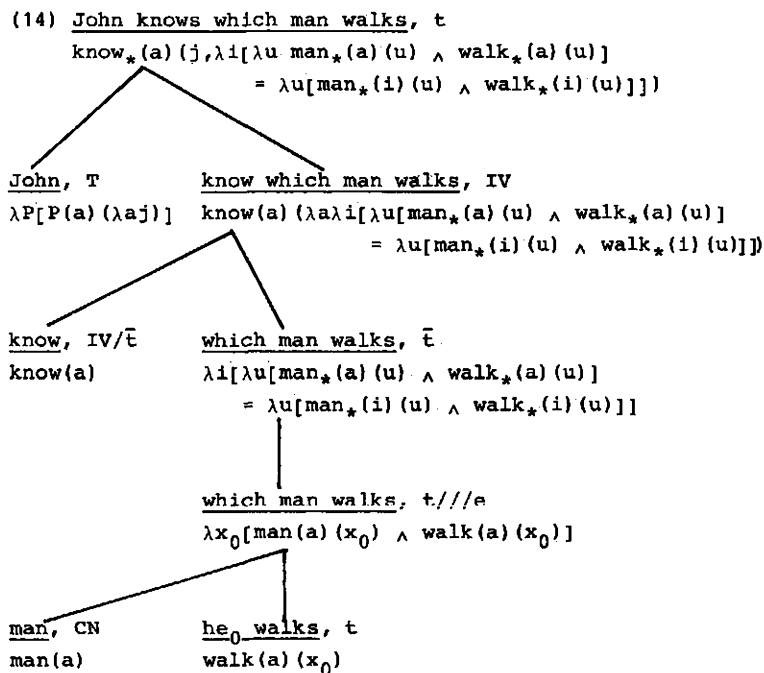 (14) John knows which man walks, t
know*(a)(j,λi[λu man*(a)(u) ∧ walk*(a)(u)]
= λu[man*(i)(u) ∧ walk*(i)(u)]])
John, T know which man walks, IV
λP[P(a)(λaj)] know(a)(λaλi[λu[man*(a)(u) ∧ walk*(a)(u)]
= λu[man*(i)(u) ∧ walk*(i)(u)]])
know, IV/t̄ which man walks, t̄
know(a) λi[λu[man*(a)(u) ∧ walk*(a)(u)]
= λu[man*(i)(u) ∧ walk*(i)(u)]]
which man walks, t///e
λx₀[man(a)(x₀) ∧ walk(a)(x₀)]
man, CN he₀ walks, t
man(a) walk(a)(x₀)